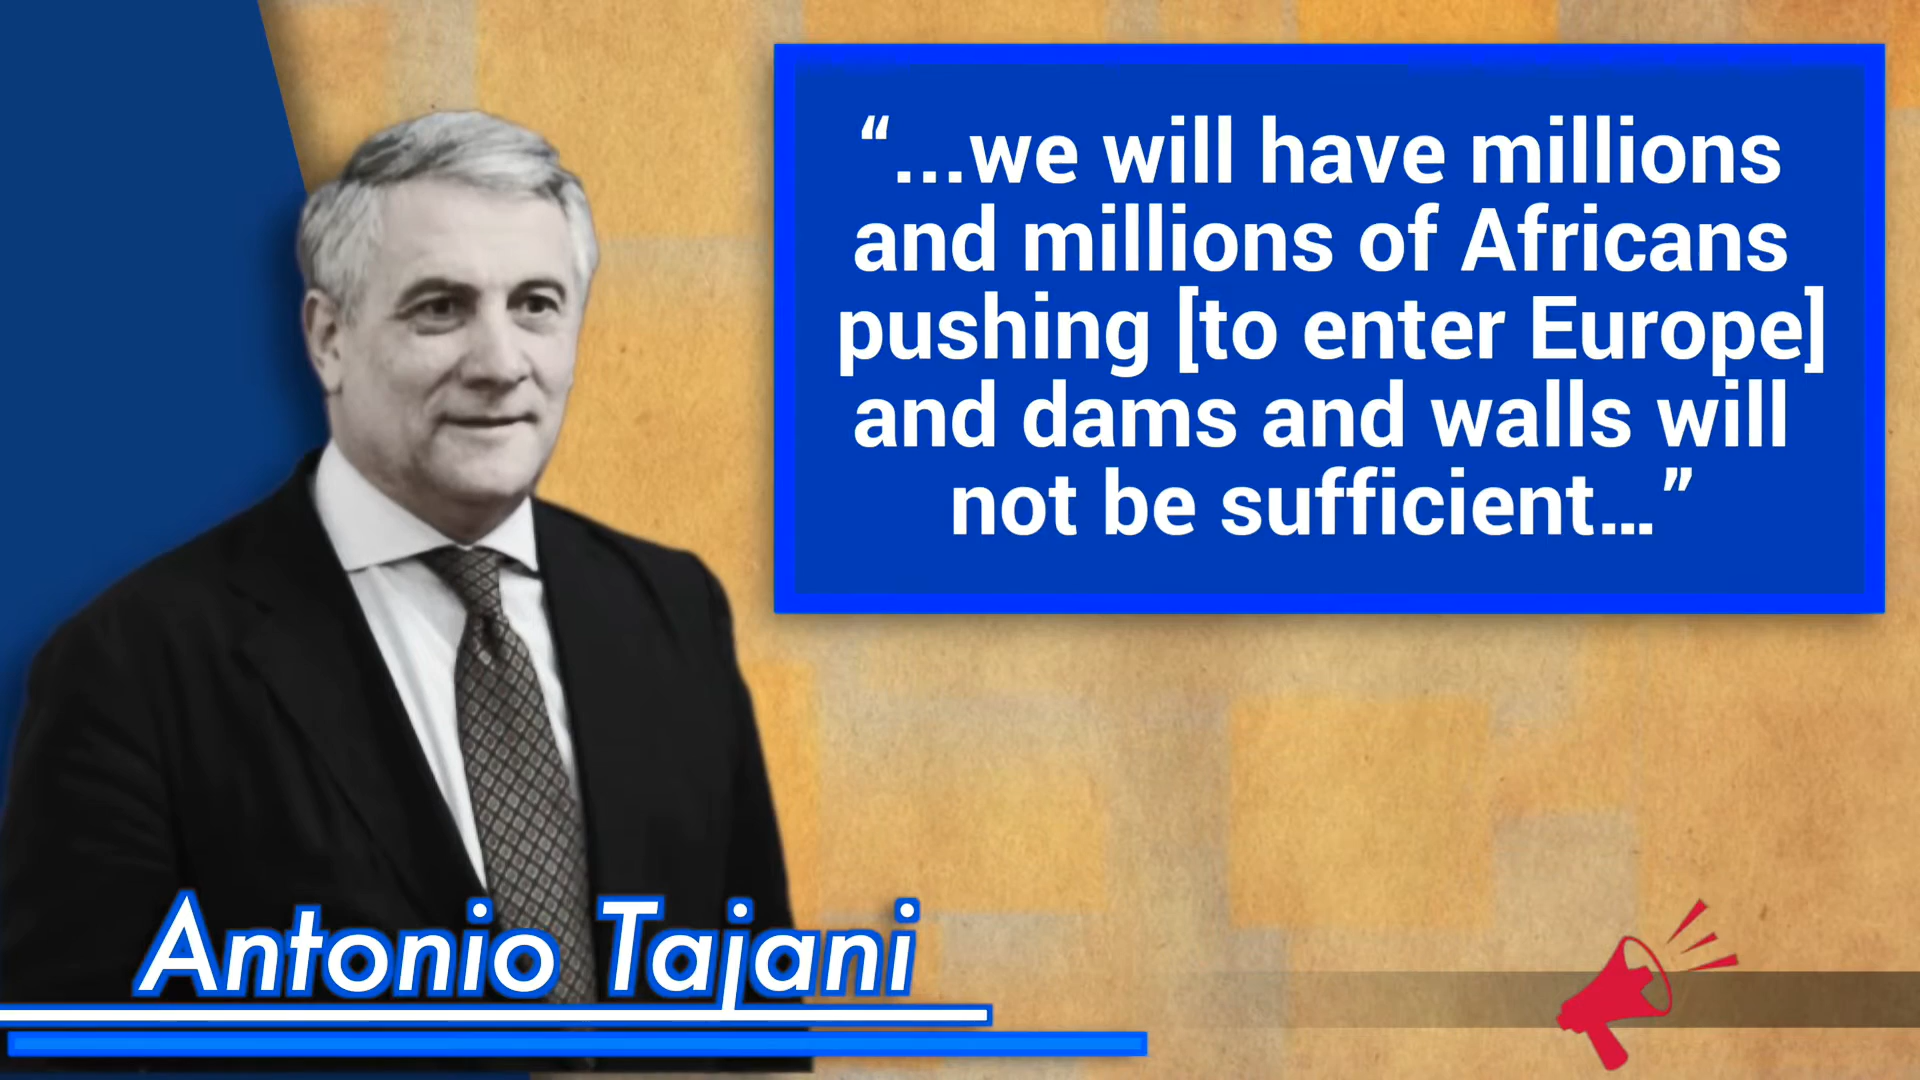 “...we will have millions
and millions of Africans
pushing [to enter Europe]
and dams and walls will
not be sufficient...”
Antonio Tajani